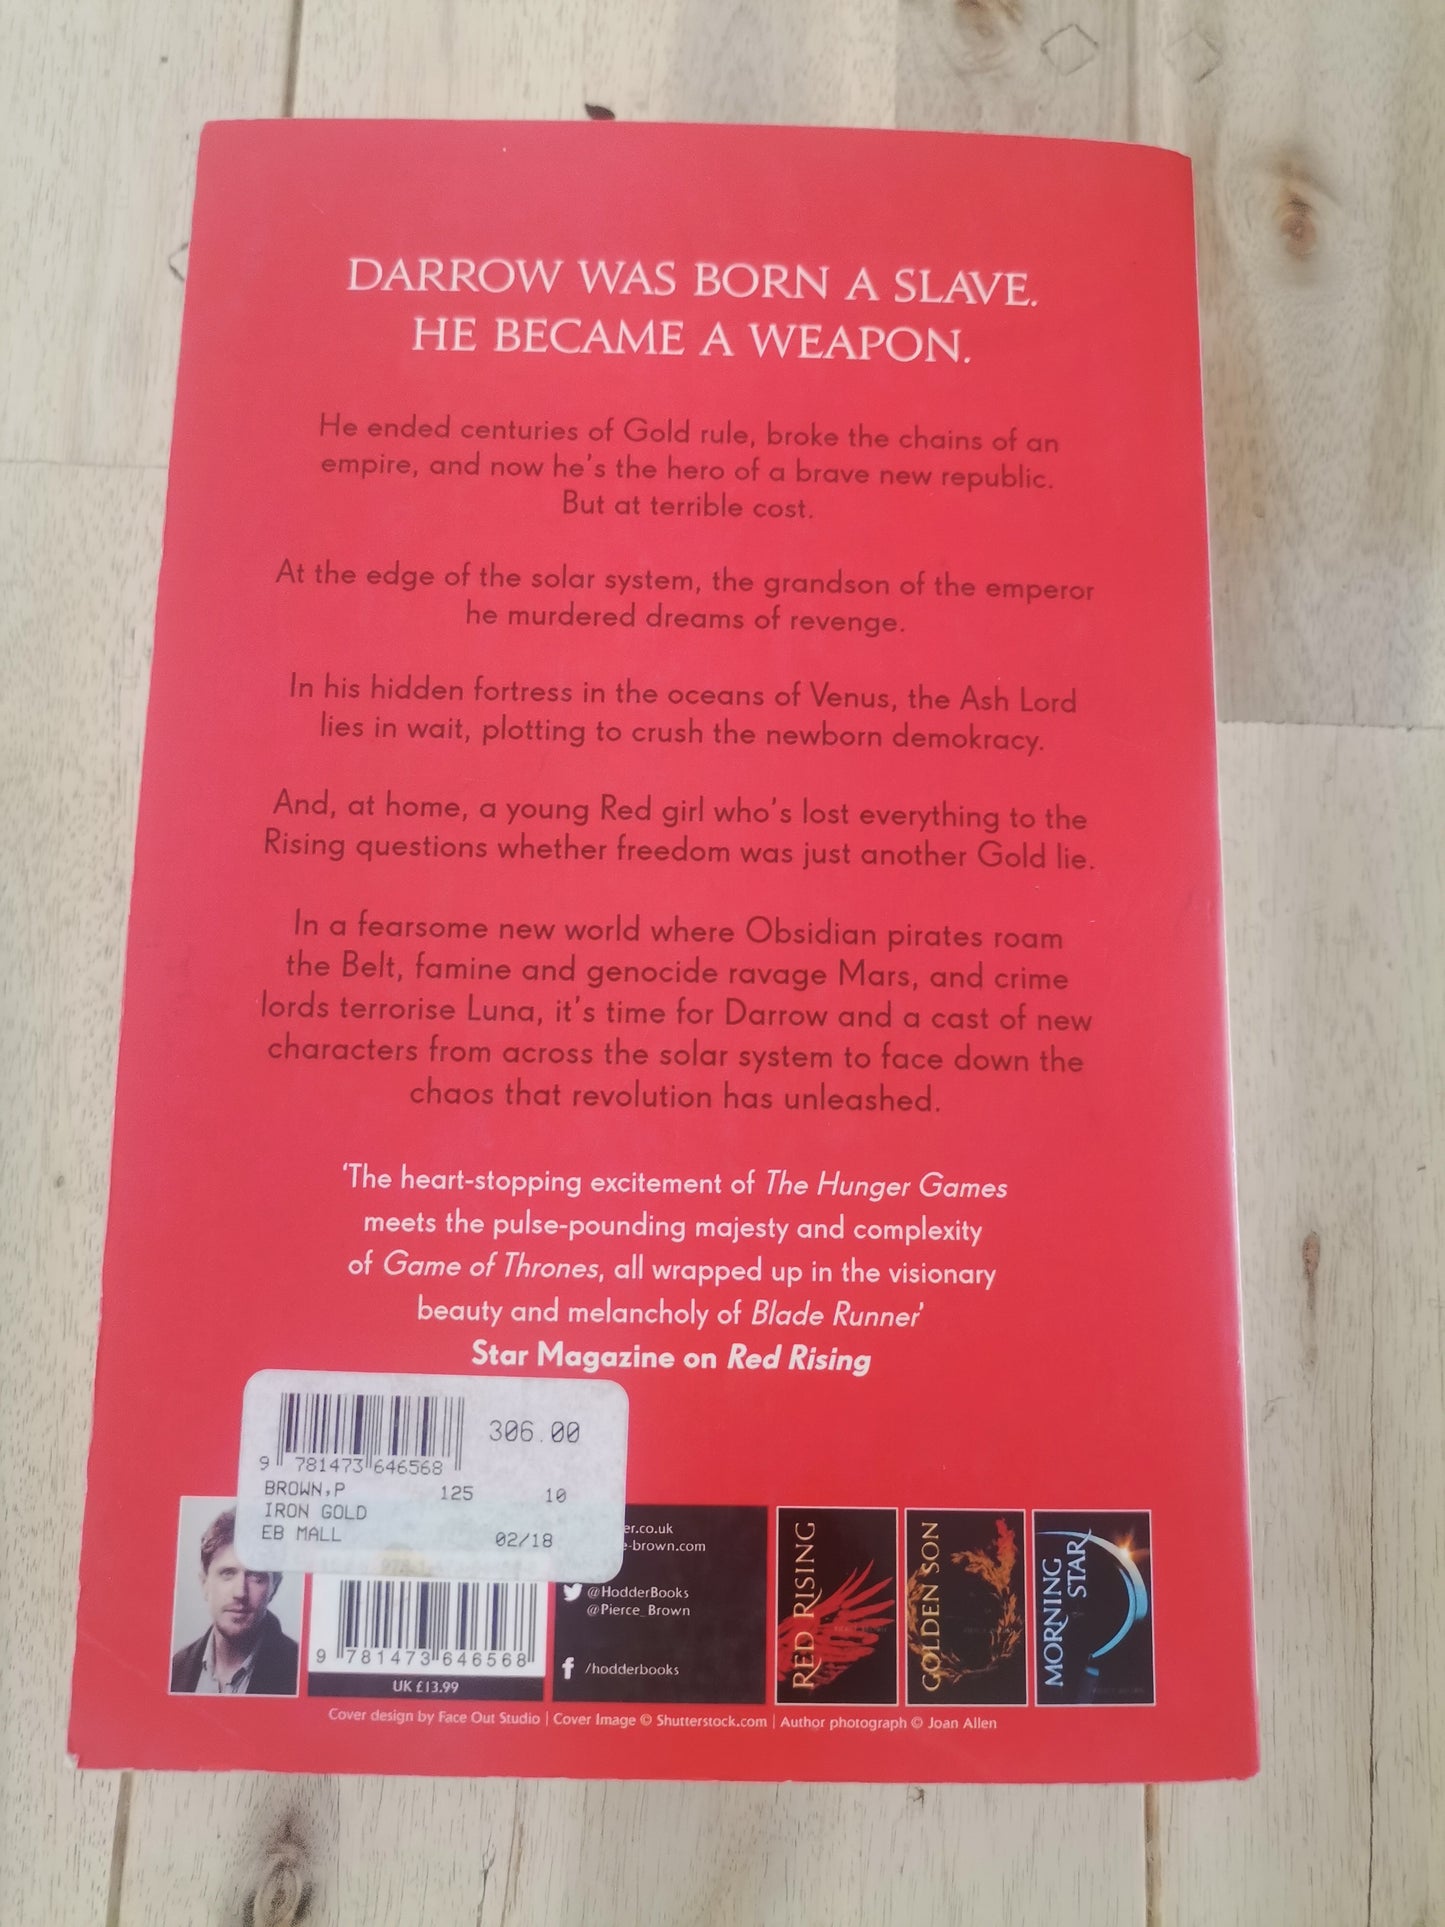 DARROW WAS BORN A SLAVE.
HE BECAME A WEAPON.
He ended centuries of Gold rule, broke the chains of an
empire, and now he's the hero of a brave new republic.
But at terrible cost.
At the edge of the solar system, the grandson of the emperor
he murdered dreams of revenge.
In his hidden fortress in the oceans of Venus, the Ash Lord
lies in wait, plotting to crush the newborn demokracy.
And, at home, a young Red girl who's lost everything to the
Rising questions whether freedom was just another Gold lie.
In a fearsome new world where Obsidian pirates roam
the Belt, famine and genocide ravage Mars, and crime
lords terrorise Luna, it's time for Darrow and a cast of new
characters from across the solar system to face down the
chaos that revolution has unleashed.
'The heart-stopping excitement of The Hunger Games
meets the pulse-pounding majesty and complexity
of Game of Thrones, all wrapped up in the visionary
beauty and melancholy of Blade Runner'
Star Magazine on Red Rising
306.00
9 781473 646568
BROWN,P 125 10
IRON GOLD
EB MALL 02/18
er.co.uk
e-brown.com
@HodderBooks
@Pierce_Brown
/hodderbooks
9 781473 646568
UK £13.99
RED RISING
GOLDEN SON
MORNING
STAR
Cover design by Face Out Studio | Cover Image © Shutterstock.com | Author photograph © Joan Allen